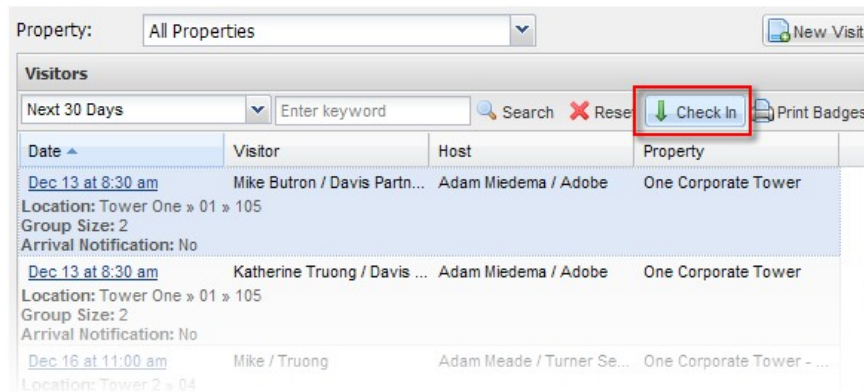 Property: All Properties New Visit
Visitors
Next 30 Days Enter keyword Search Rese Check In Print Badges
Date Visitor Host Property
Dec 13 at 8:30 am Mike Butron / Davis Partn... Adam Miedema / Adobe One Corporate Tower
Location: Tower One » 01 » 105
Group Size: 2
Arrival Notification: No
Dec 13 at 8:30 am Katherine Truong / Davis ... Adam Miedema / Adobe One Corporate Tower
Location: Tower One » 01 » 105
Group Size: 2
Arrival Notification: No
Dec 16 at 11:00 am Mike / Truong Adam Meade / Turner Se... One Corporate Tower - ...
Location: Tower 2 » 04